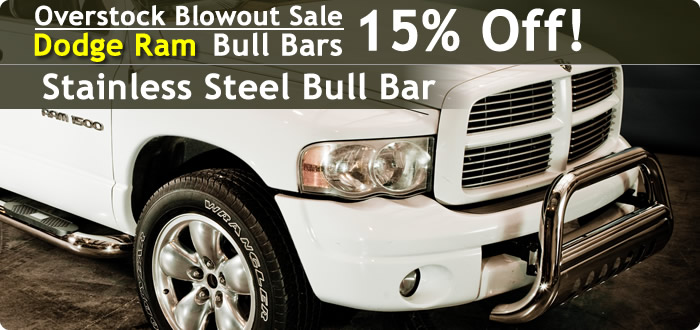 Overstock Blowout Sale
Dodge Ram Bull Bars
15% Off!
Stainless Steel Bull Bar
RAM 1500
WRANGLER